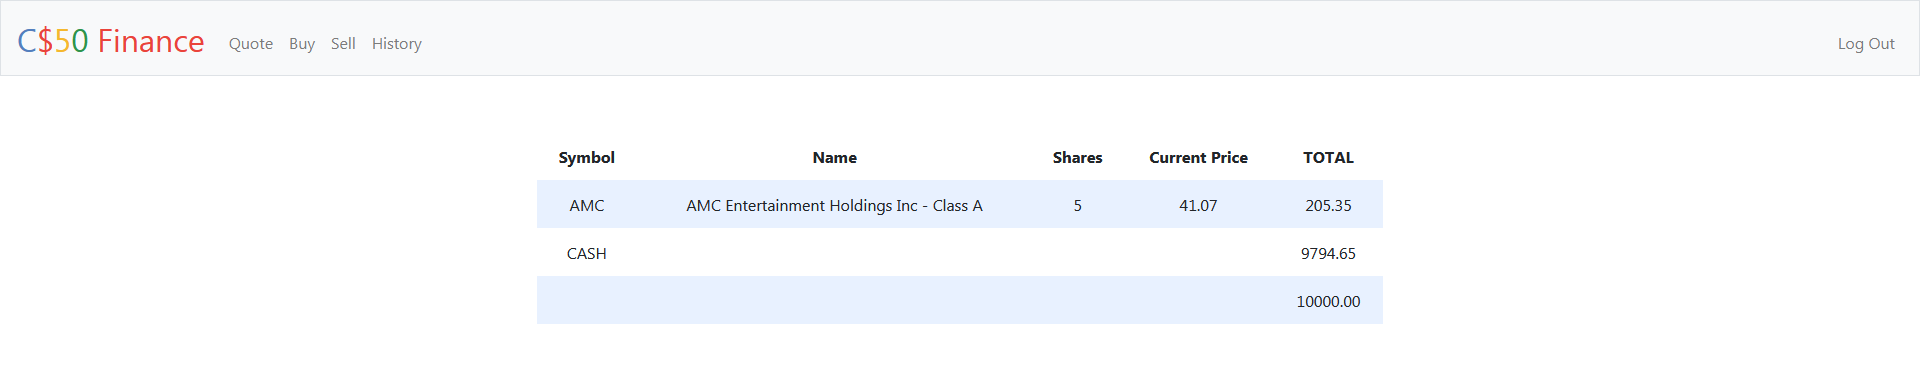 C$50 Finance Quote Buy Sell History Log Out
Symbol Name Shares Current Price TOTAL
AMC AMC Entertainment Holdings Inc - Class A 5 41.07 205.35
CASH 9794.65
10000.00